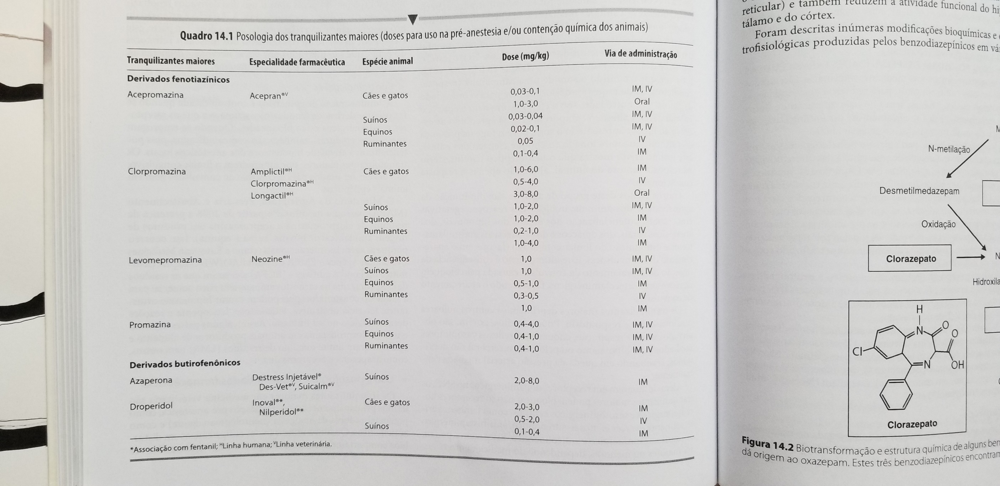 Quadro 14.1 Posologia dos tranquilizantes maiores (doses para uso na pré-anestesia e/ou contenção química dos animais)
Tranquilizantes maiores Especialidade farmacêutica Espécie animal Dose (mg/kg) Via de administração
Derivados fenotiazínicos
Acepromazina Acepran®V Cães e gatos 0,03-0,1 IM, IV
1,0-3,0 Oral
Suínos 0,03-0,04 IM, IV
Equinos 0,02-0,1 IM, IV
Ruminantes 0,05 IV
0,1-0,4 IM
Clorpromazina Amplictil®H Cães e gatos 1,0-6,0 IM
Clorpromazina®H 0,5-4,0 IV
Longactil®H 3,0-8,0 Oral
Suínos 1,0-2,0 IM, IV
Equinos 1,0-2,0 IM
Ruminantes 0,2-1,0 IV
1,0-4,0 IM
Levomepromazina Neozine®H Cães e gatos 1,0 IM, IV
Suínos 1,0 IM, IV
Equinos 0,5-1,0 IM
Ruminantes 0,3-0,5 IV
1,0 IM
Promazina Suínos 0,4-4,0 IM, IV
Equinos 0,4-1,0 IM, IV
Ruminantes 0,4-1,0 IM, IV
Derivados butirofenônicos
Azaperona Destress Injetável® Suínos 2,0-8,0 IM
Des-Vet®V, Suicalm®V
Droperidol Inoval®*, Cães e gatos 2,0-3,0 IM
Nilperidol®* 0,5-2,0 IV
Suínos 0,1-0,4 IM
*Associação com fentanil; HLinha humana; VLinha veterinária.
reticular) e também reduzem a atividade funcional do
tálamo e do córtex.
Foram descritas inúmeras modificações bioquímicas e
trofisiológicas produzidas pelos benzodiazepínicos em
N-metilação
Desmetilmedazepam
Oxidação
Clorazepato
H
N
O
O
Cl
N
OH
Clorazepato
Figura 14.2 Biotransformação e estrutura química de alguns
dá origem ao oxazepam. Estes três benzodiazepínicos